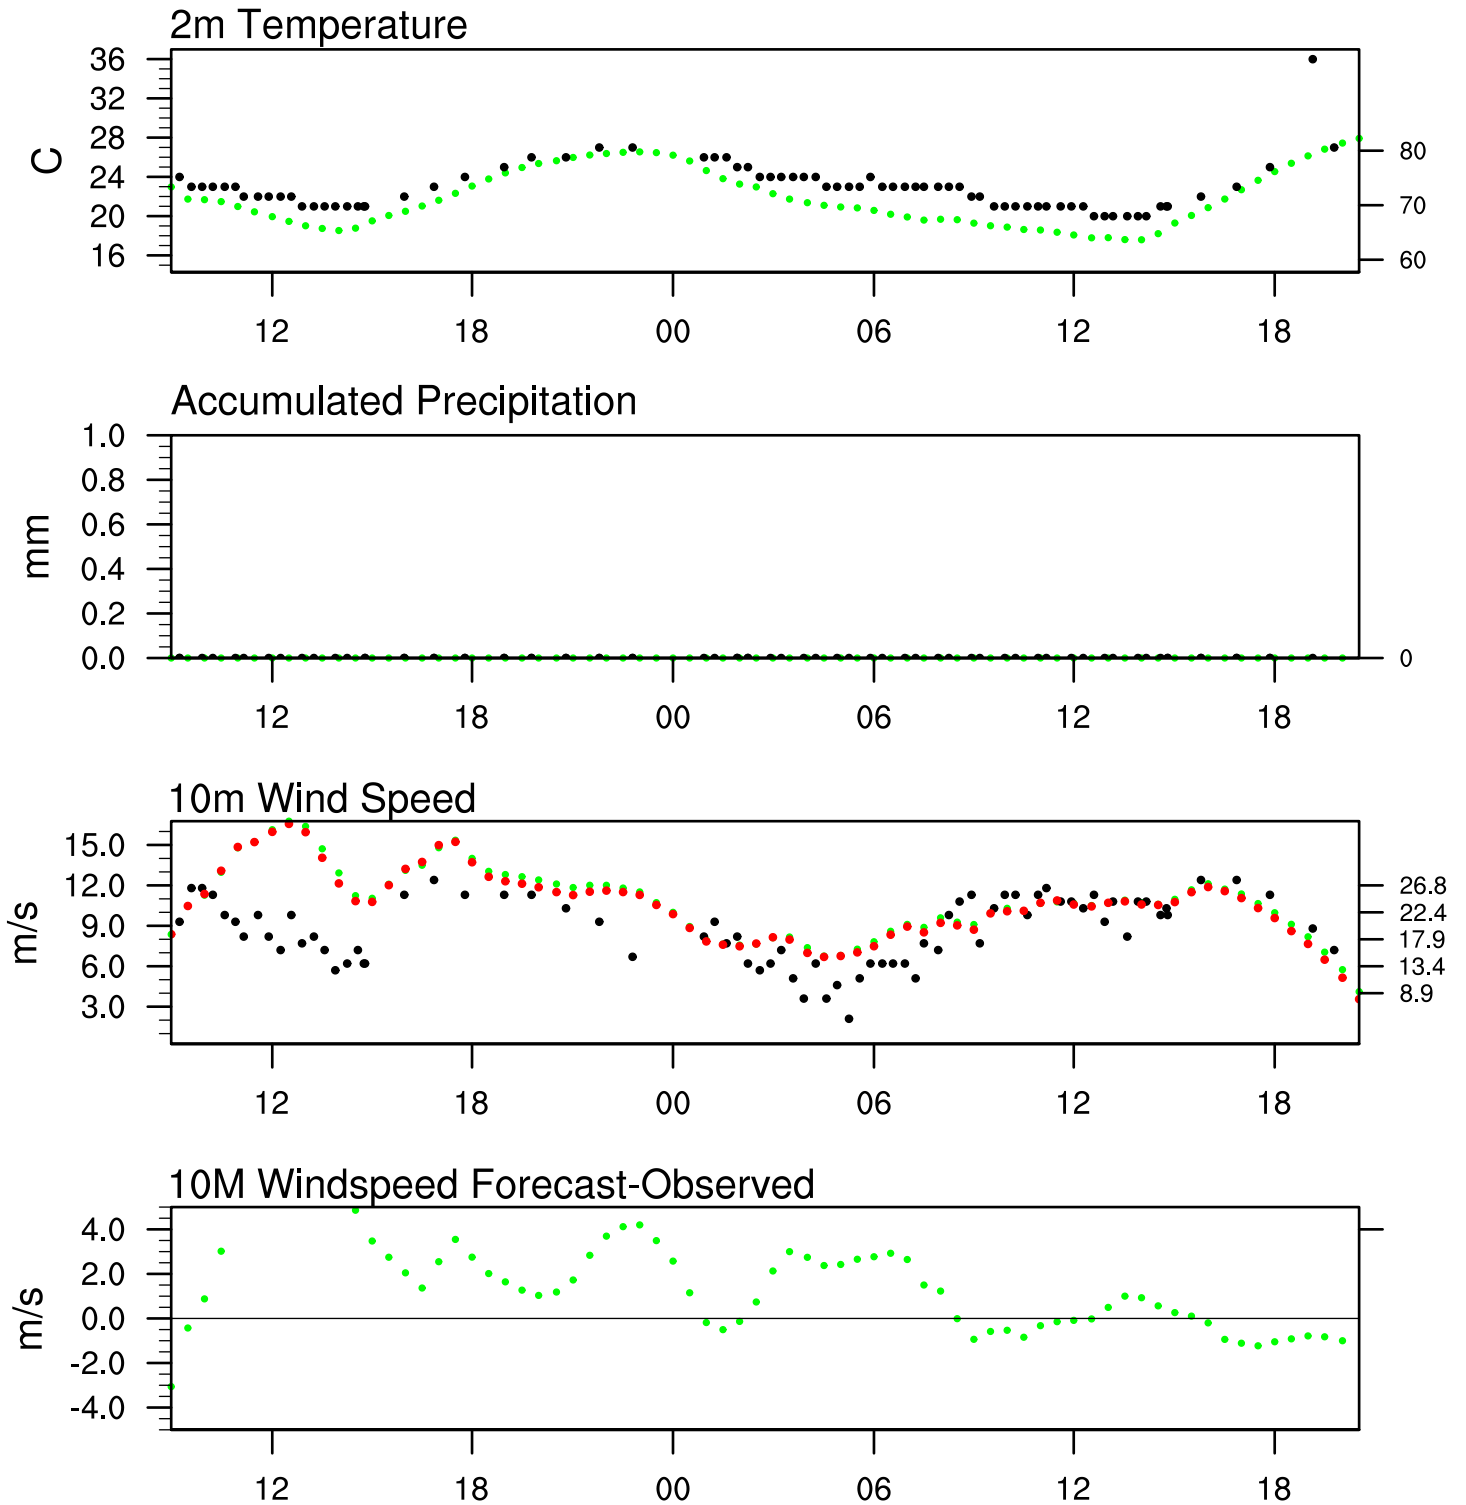 2m Temperature
36
32
28
24
20
16
C
80
70
60
12 18 00 06 12 18
Accumulated Precipitation
1.0
0.8
0.6
0.4
0.2
0.0
mm
0
12 18 00 06 12 18
10m Wind Speed
15.0
12.0
9.0
6.0
3.0
m/s
26.8
22.4
17.9
13.4
8.9
12 18 00 06 12 18
10M Windspeed Forecast-Observed
4.0
2.0
0.0
-2.0
-4.0
m/s
12 18 00 06 12 18